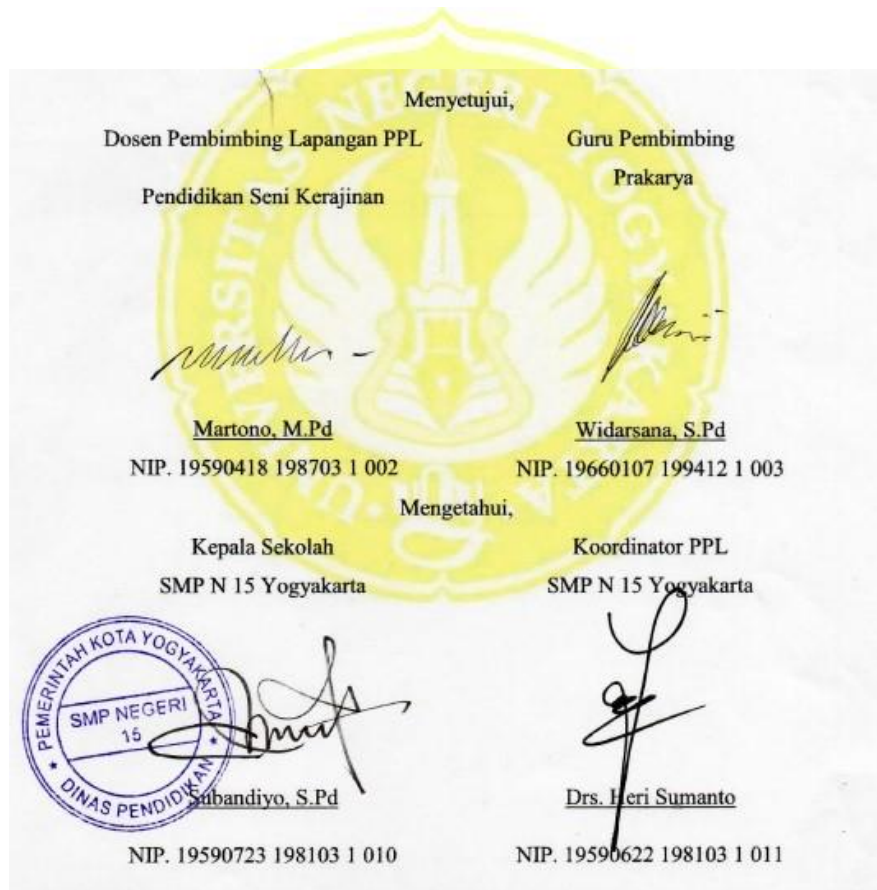 UNIVERSITAS NEGERI YOGYAKARTA
Menyetujui,
Dosen Pembimbing Lapangan PPL
Pendidikan Seni Kerajinan
Guru Pembimbing
Prakarya
Martono, M.Pd
NIP. 19590418 198703 1 002
Widarsana, S.Pd
NIP. 19660107 199412 1 003
Mengetahui,
Kepala Sekolah
SMP N 15 Yogyakarta
Koordinator PPL
SMP N 15 Yogyakarta
PEMERINTAH KOTA YOGYAKARTA
SMP NEGERI
15
DINAS PENDIDIKAN
Subandiyo, S.Pd
NIP. 19590723 198103 1 010
Drs. Heri Sumanto
NIP. 19590622 198103 1 011